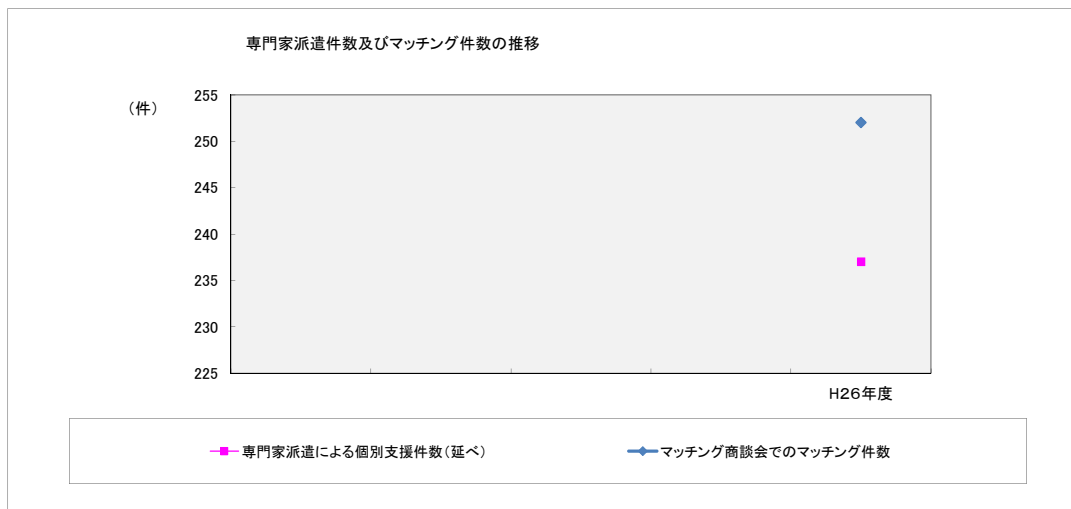 専門家派遣件数及びマッチング件数の推移
(件)
255
250
245
240
235
230
225
H26年度
専門家派遣による個別支援件数(延べ)
マッチング商談会でのマッチング件数